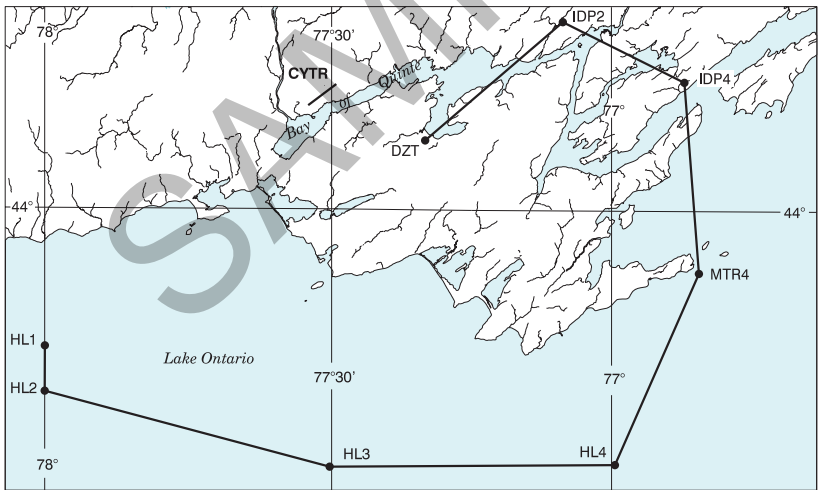 78°
77°30'
IDP2
CYTR
Bay of Quinte
IDP4
77°
DZT
44°
44°
MTR4
HL1
Lake Ontario
HL2
77°30'
77°
HL3
HL4
78°
SAM